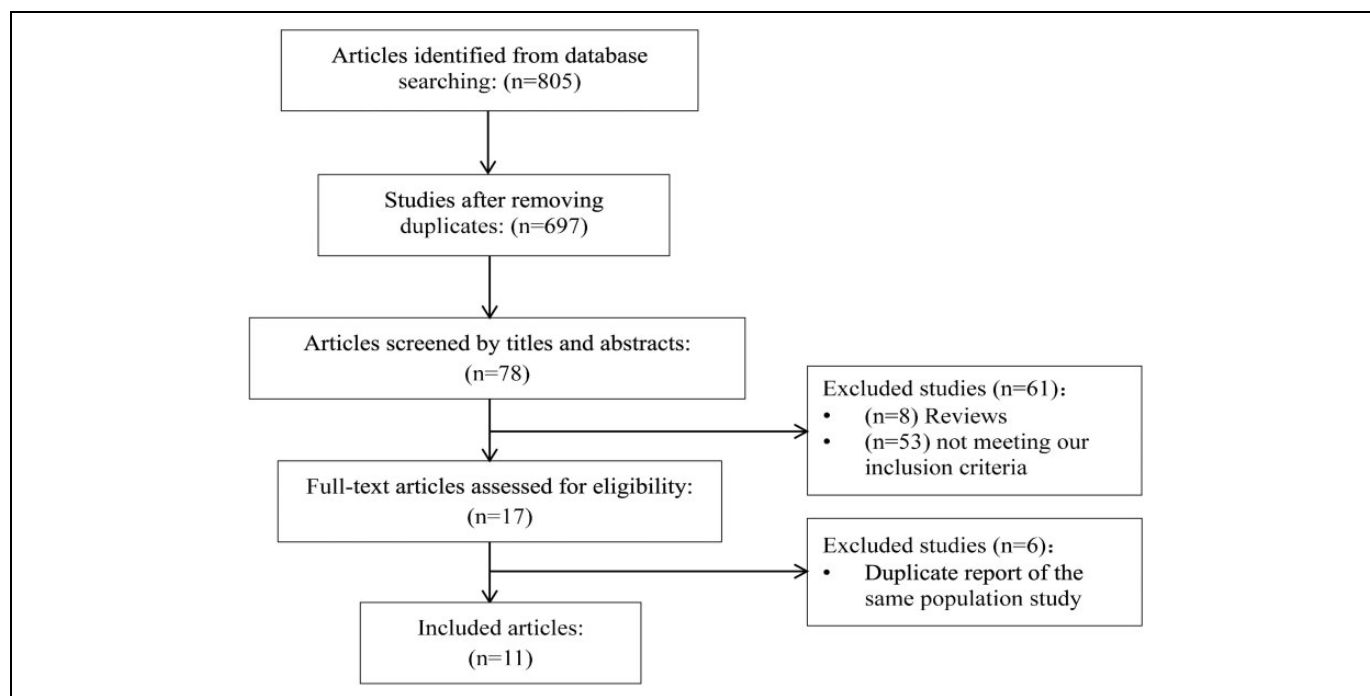 Articles identified from database
searching: (n=805)
Studies after removing
duplicates: (n=697)
Articles screened by titles and abstracts:
(n=78)
Excluded studies (n=61)：
• (n=8) Reviews
• (n=53) not meeting our
inclusion criteria
Full-text articles assessed for eligibility:
(n=17)
Excluded studies (n=6)：
• Duplicate report of the
same population study
Included articles:
(n=11)